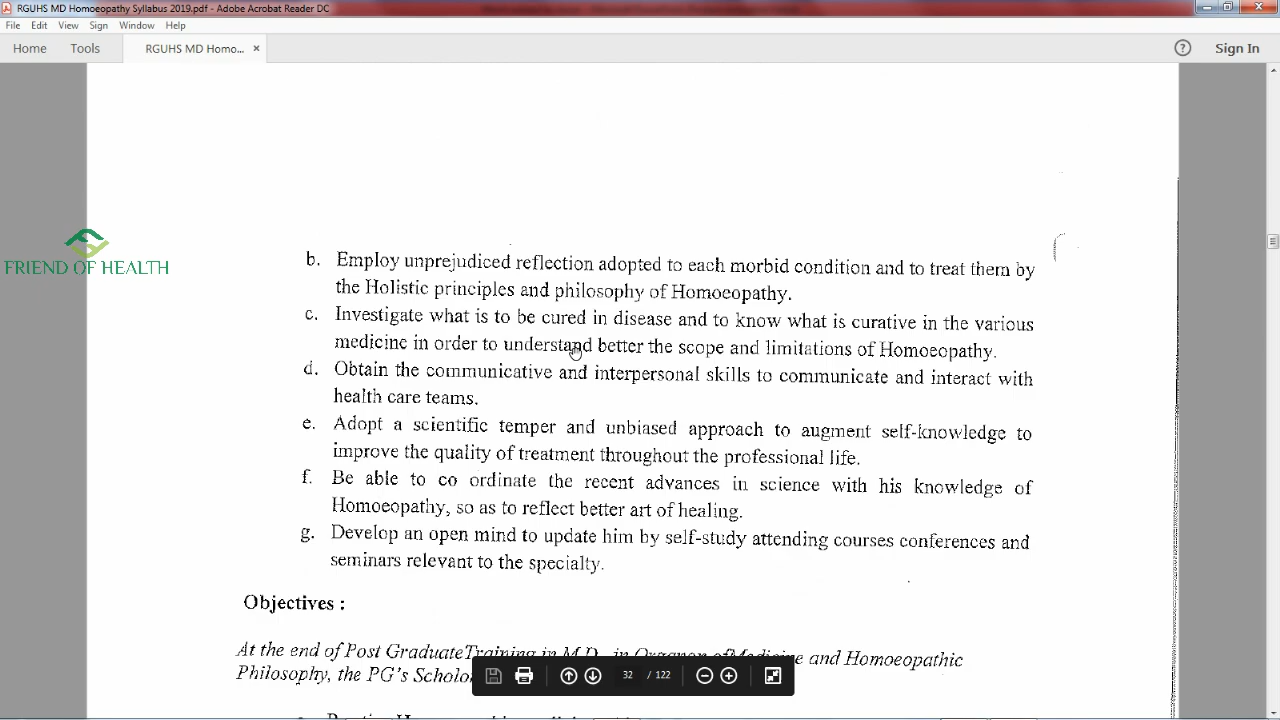 RGUHS MD Homoeopathy Syllabus 2019.pdf - Adobe Acrobat Reader DC
File Edit View Sign Window Help
Home Tools RGUHS MD Homo... × ? Sign In
FRIEND OF HEALTH
b. Employ unprejudiced reflection adopted to each morbid condition and to treat them by
the Holistic principles and philosophy of Homoeopathy.
c. Investigate what is to be cured in disease and to know what is curative in the various
medicine in order to understand better the scope and limitations of Homoeopathy.
d. Obtain the communicative and interpersonal skills to communicate and interact with
health care teams.
e. Adopt a scientific temper and unbiased approach to augment self-knowledge to
improve the quality of treatment throughout the professional life.
f. Be able to co ordinate the recent advances in science with his knowledge of
Homoeopathy, so as to reflect better art of healing.
g. Develop an open mind to update him by self-study attending courses conferences and
seminars relevant to the specialty.
Objectives :
At the end of Post GraduateTraining in M.D. in Organon ofMedicine and Homoeopathic
Philosophy, the PG's Scholo
32 / 122